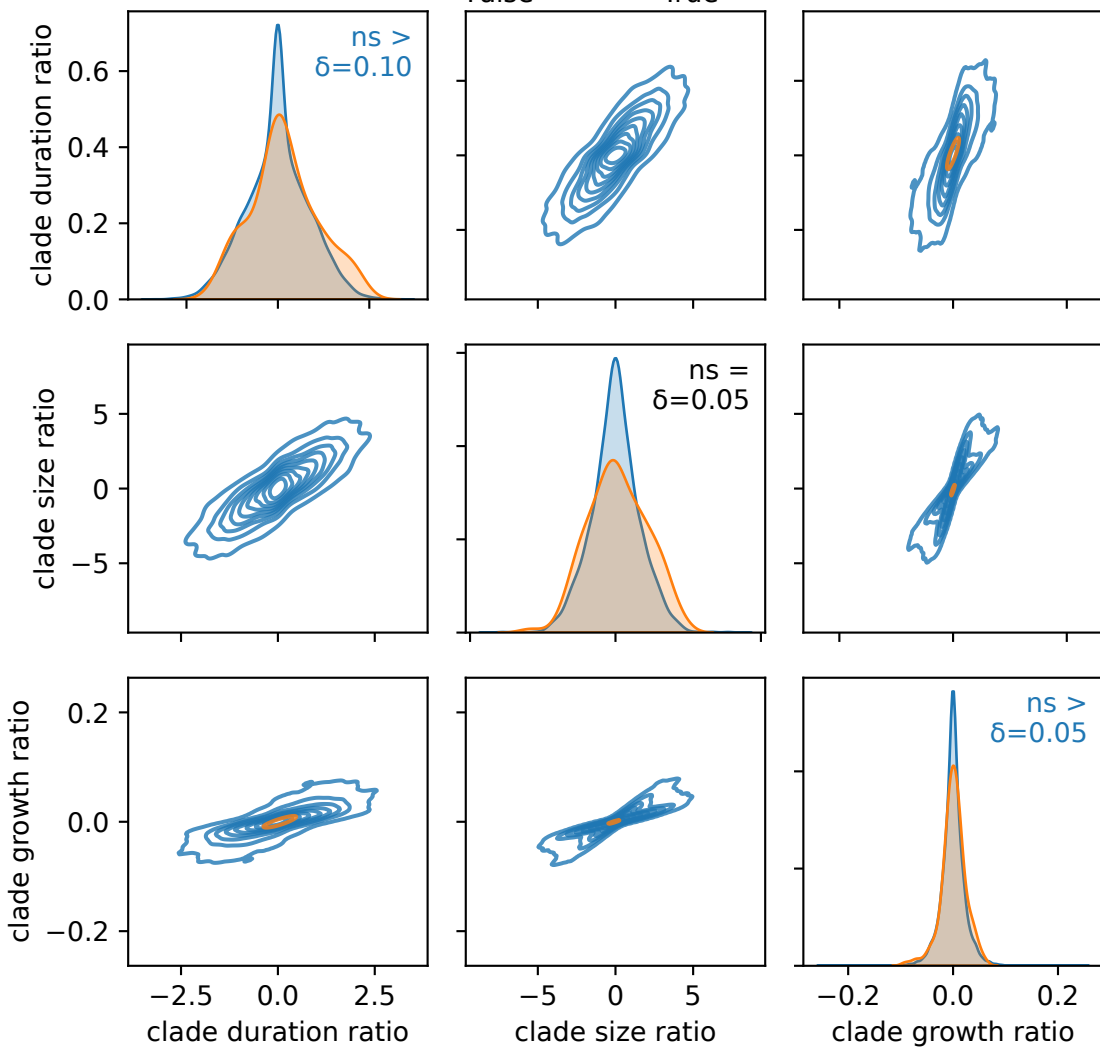 clade duration ratio
0.6
0.4
0.2
0.0
ns >
δ=0.10
clade size ratio
5
0
−5
ns =
δ=0.05
clade growth ratio
0.2
0.0
−0.2
ns >
δ=0.05
−2.5 0.0 2.5
−5 0 5
−0.2 0.0 0.2
clade duration ratio
clade size ratio
clade growth ratio